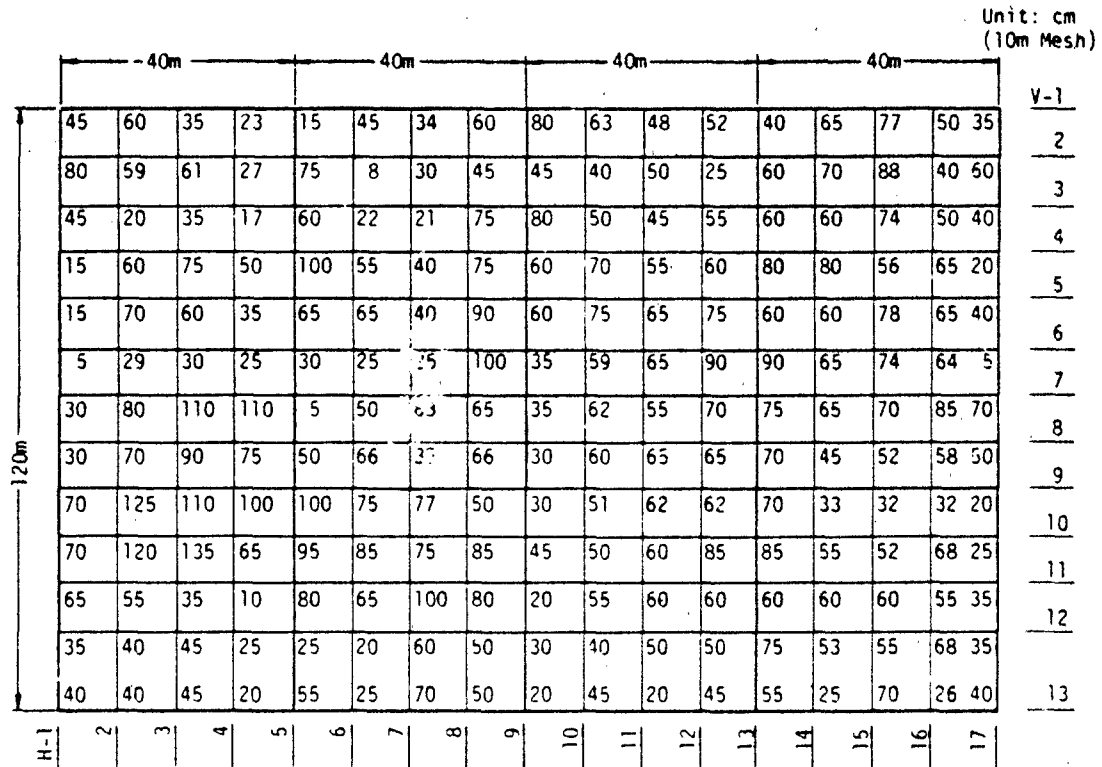 Unit: cm
(10m Mesh)
40m 40m 40m 40m
V-1
45 60 35 23 15 45 34 60 80 63 48 52 40 65 77 50 35
2
80 59 61 27 75 8 30 45 45 40 50 25 60 70 88 40 60
3
45 20 35 17 60 22 21 75 80 50 45 55 60 60 74 50 40
4
15 60 75 50 100 55 40 75 60 70 55 60 80 80 56 65 20
5
15 70 60 35 65 65 40 90 60 75 65 75 60 60 78 65 40
6
5 29 30 25 30 25 100 35 59 65 90 90 65 74 64 5
7
30 80 110 110 5 50 65 35 62 55 70 75 65 70 85 70
8
120m
30 70 90 75 50 66 66 30 60 65 65 70 45 52 58 50
9
70 125 110 100 100 75 77 50 30 51 62 62 70 33 32 32 20
10
70 120 135 65 95 85 75 85 45 50 60 85 85 55 52 68 25
11
65 55 35 10 80 65 100 80 20 55 60 60 60 60 60 55 35
12
35 40 45 25 25 20 60 50 30 40 50 50 75 53 55 68 35
40 40 45 20 55 25 70 50 20 45 20 45 55 25 70 26 40
13
H-1 2 3 4 5 6 7 8 9 10 11 12 13 14 15 16 17